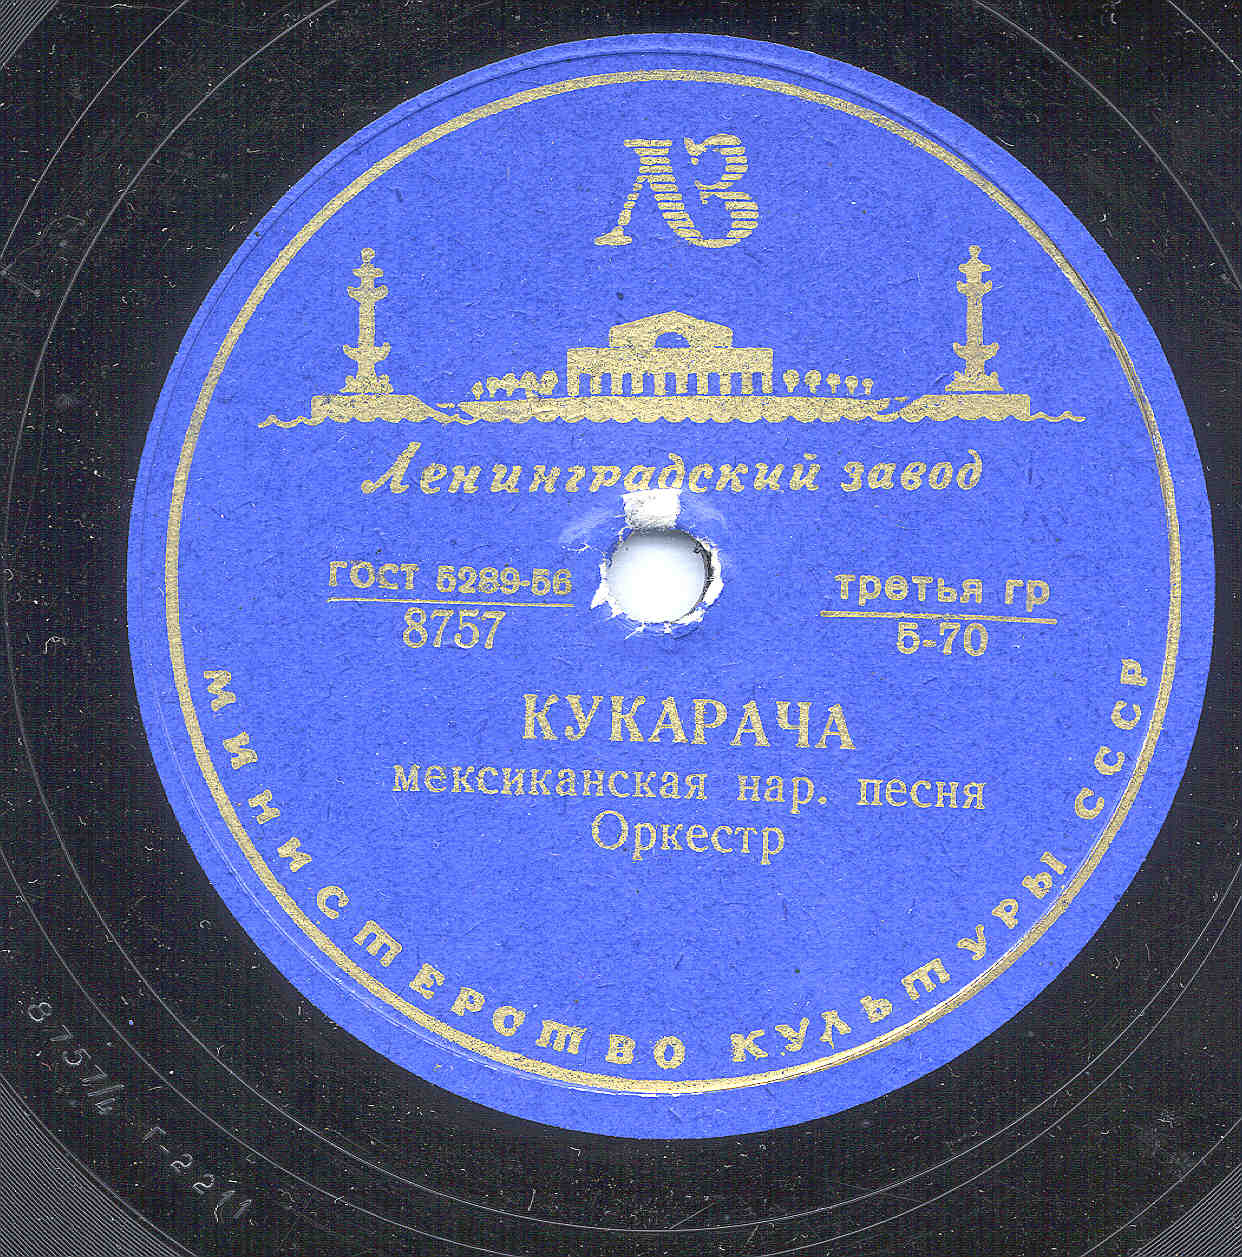 ЛЗ
Ленинградский завод
ГОСТ 5289-56
8757
третья гр
5-70
КУКАРАЧА
мексиканская нар. песня
Оркестр
МИНИСТЕРСТВО КУЛЬТУРЫ СССР
Г-2211